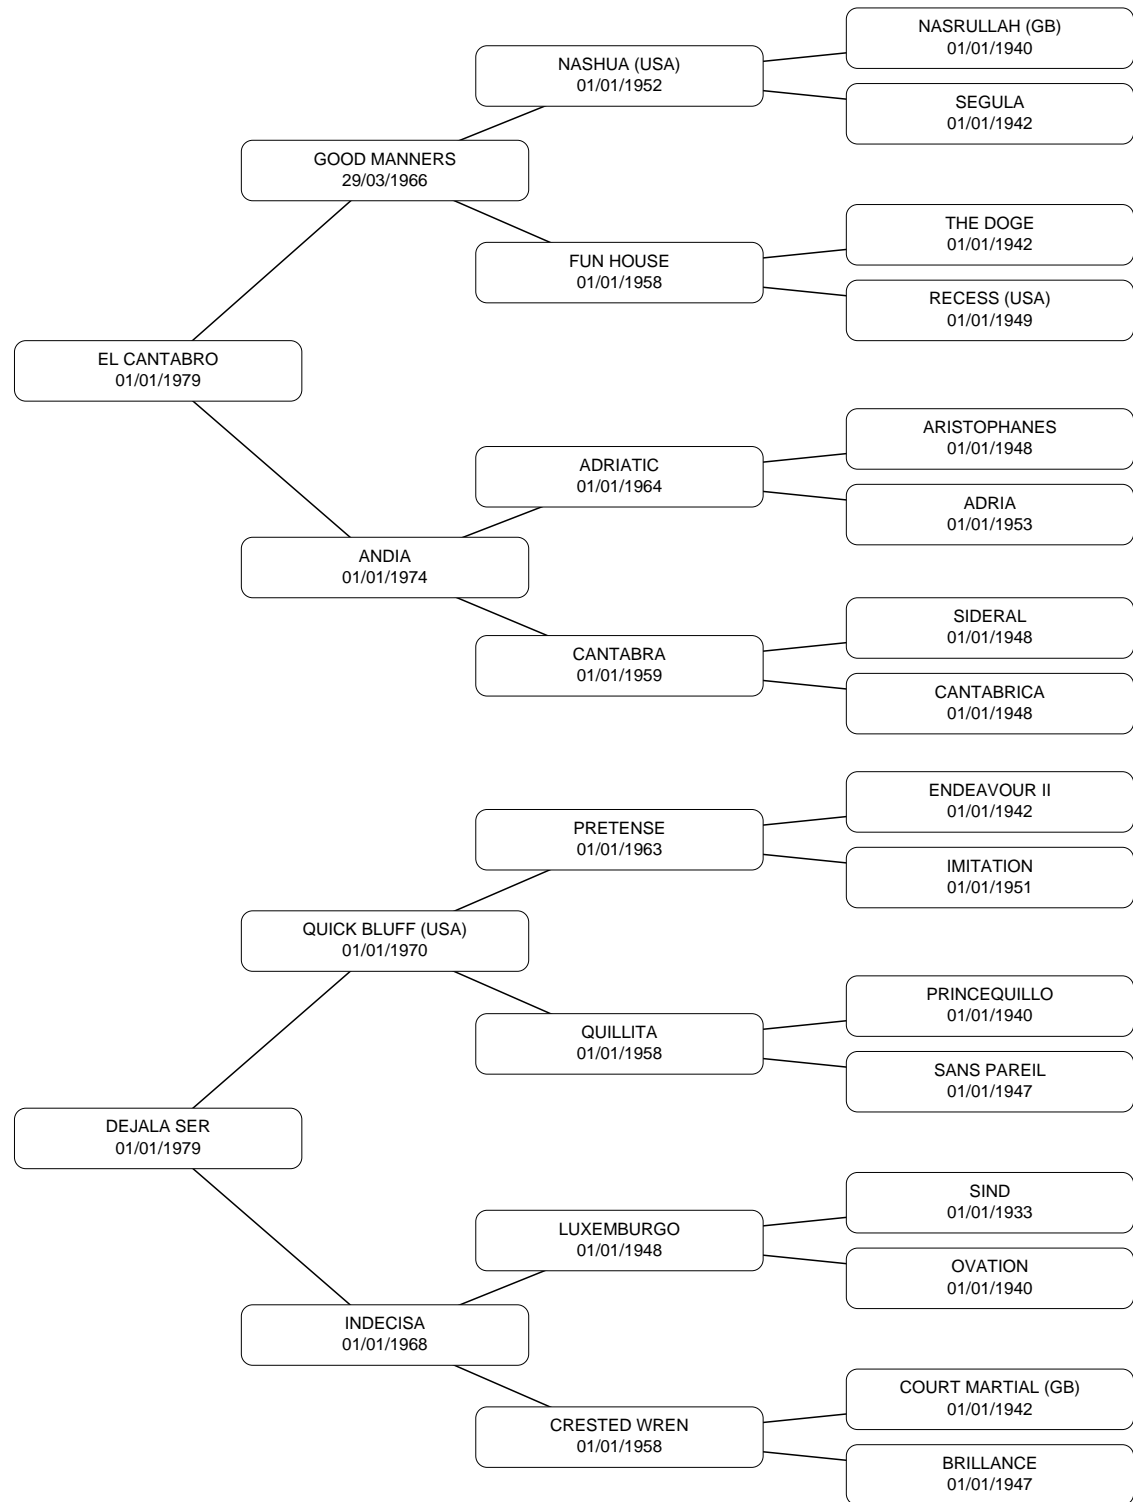 NASRULLAH (GB)
01/01/1940
NASHUA (USA)
01/01/1952
SEGULA
01/01/1942
GOOD MANNERS
29/03/1966
THE DOGE
01/01/1942
FUN HOUSE
01/01/1958
RECESS (USA)
01/01/1949
EL CANTABRO
01/01/1979
ARISTOPHANES
01/01/1948
ADRIATIC
01/01/1964
ADRIA
01/01/1953
ANDIA
01/01/1974
SIDERAL
01/01/1948
CANTABRA
01/01/1959
CANTABRICA
01/01/1948
ENDEAVOUR II
01/01/1942
PRETENSE
01/01/1963
IMITATION
01/01/1951
QUICK BLUFF (USA)
01/01/1970
PRINCEQUILLO
01/01/1940
QUILLITA
01/01/1958
SANS PAREIL
01/01/1947
DEJALA SER
01/01/1979
SIND
01/01/1933
LUXEMBURGO
01/01/1948
OVATION
01/01/1940
INDECISA
01/01/1968
COURT MARTIAL (GB)
01/01/1942
CRESTED WREN
01/01/1958
BRILLANCE
01/01/1947